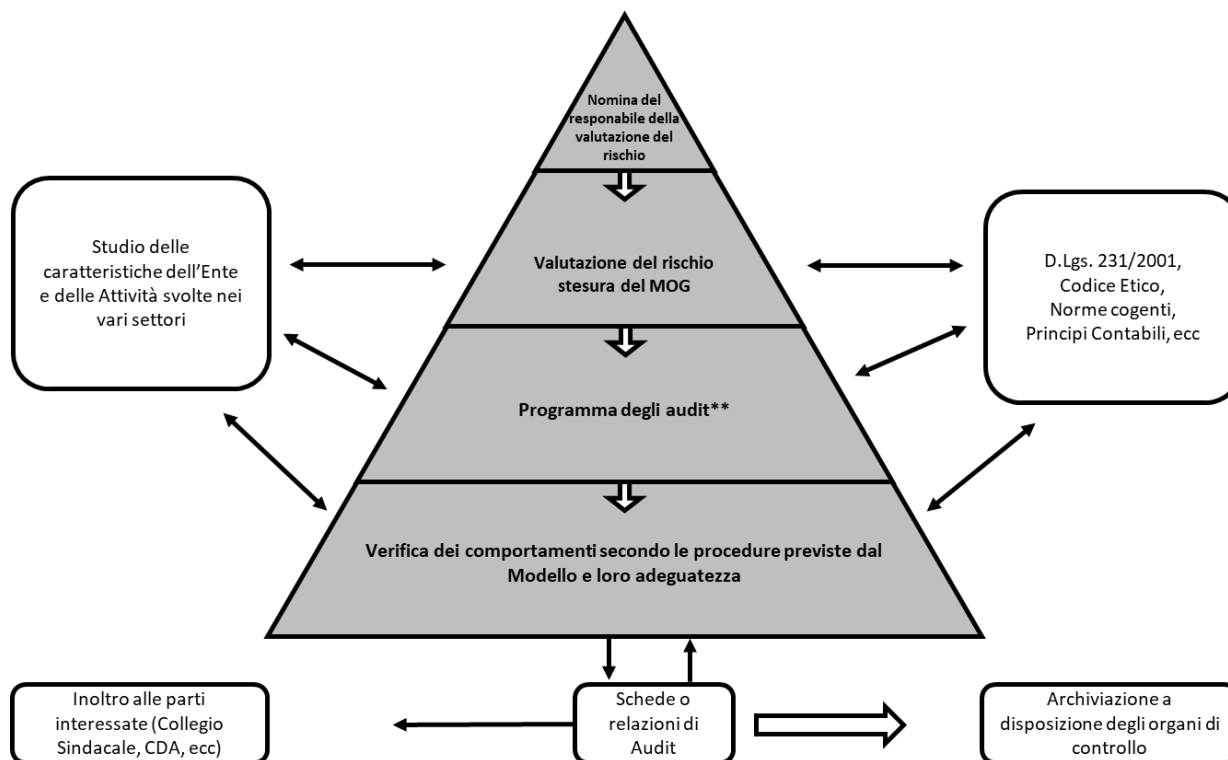 Nomina del
responabile della
valutazione del
rischio
Studio delle
caratteristiche dell'Ente
e delle Attività svolte nei
vari settori
Valutazione del rischio
stesura del MOG
D.Lgs. 231/2001,
Codice Etico,
Norme cogenti,
Principi Contabili, ecc
Programma degli audit**
Verifica dei comportamenti secondo le procedure previste dal
Modello e loro adeguatezza
Inoltro alle parti
interessate (Collegio
Sindacale, CDA, ecc)
Schede o
relazioni di
Audit
Archiviazione a
disposizione degli organi di
controllo